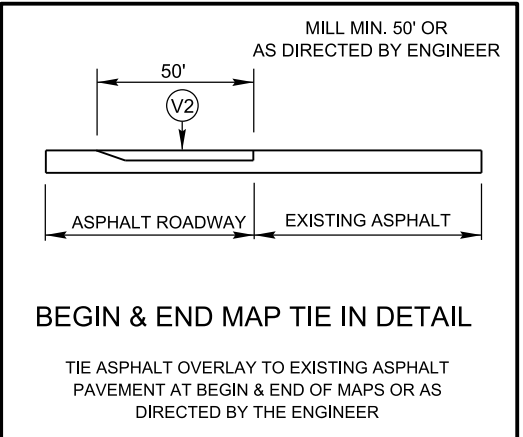 MILL MIN. 50' OR
AS DIRECTED BY ENGINEER
50'
V2
ASPHALT ROADWAY
EXISTING ASPHALT
BEGIN & END MAP TIE IN DETAIL
TIE ASPHALT OVERLAY TO EXISTING ASPHALT
PAVEMENT AT BEGIN & END OF MAPS OR AS
DIRECTED BY THE ENGINEER